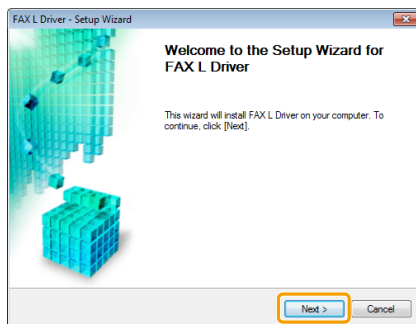 FAX L Driver - Setup Wizard
Welcome to the Setup Wizard for
FAX L Driver
This wizard will install FAX L Driver on your computer. To
continue, click [Next].
Next >
Cancel